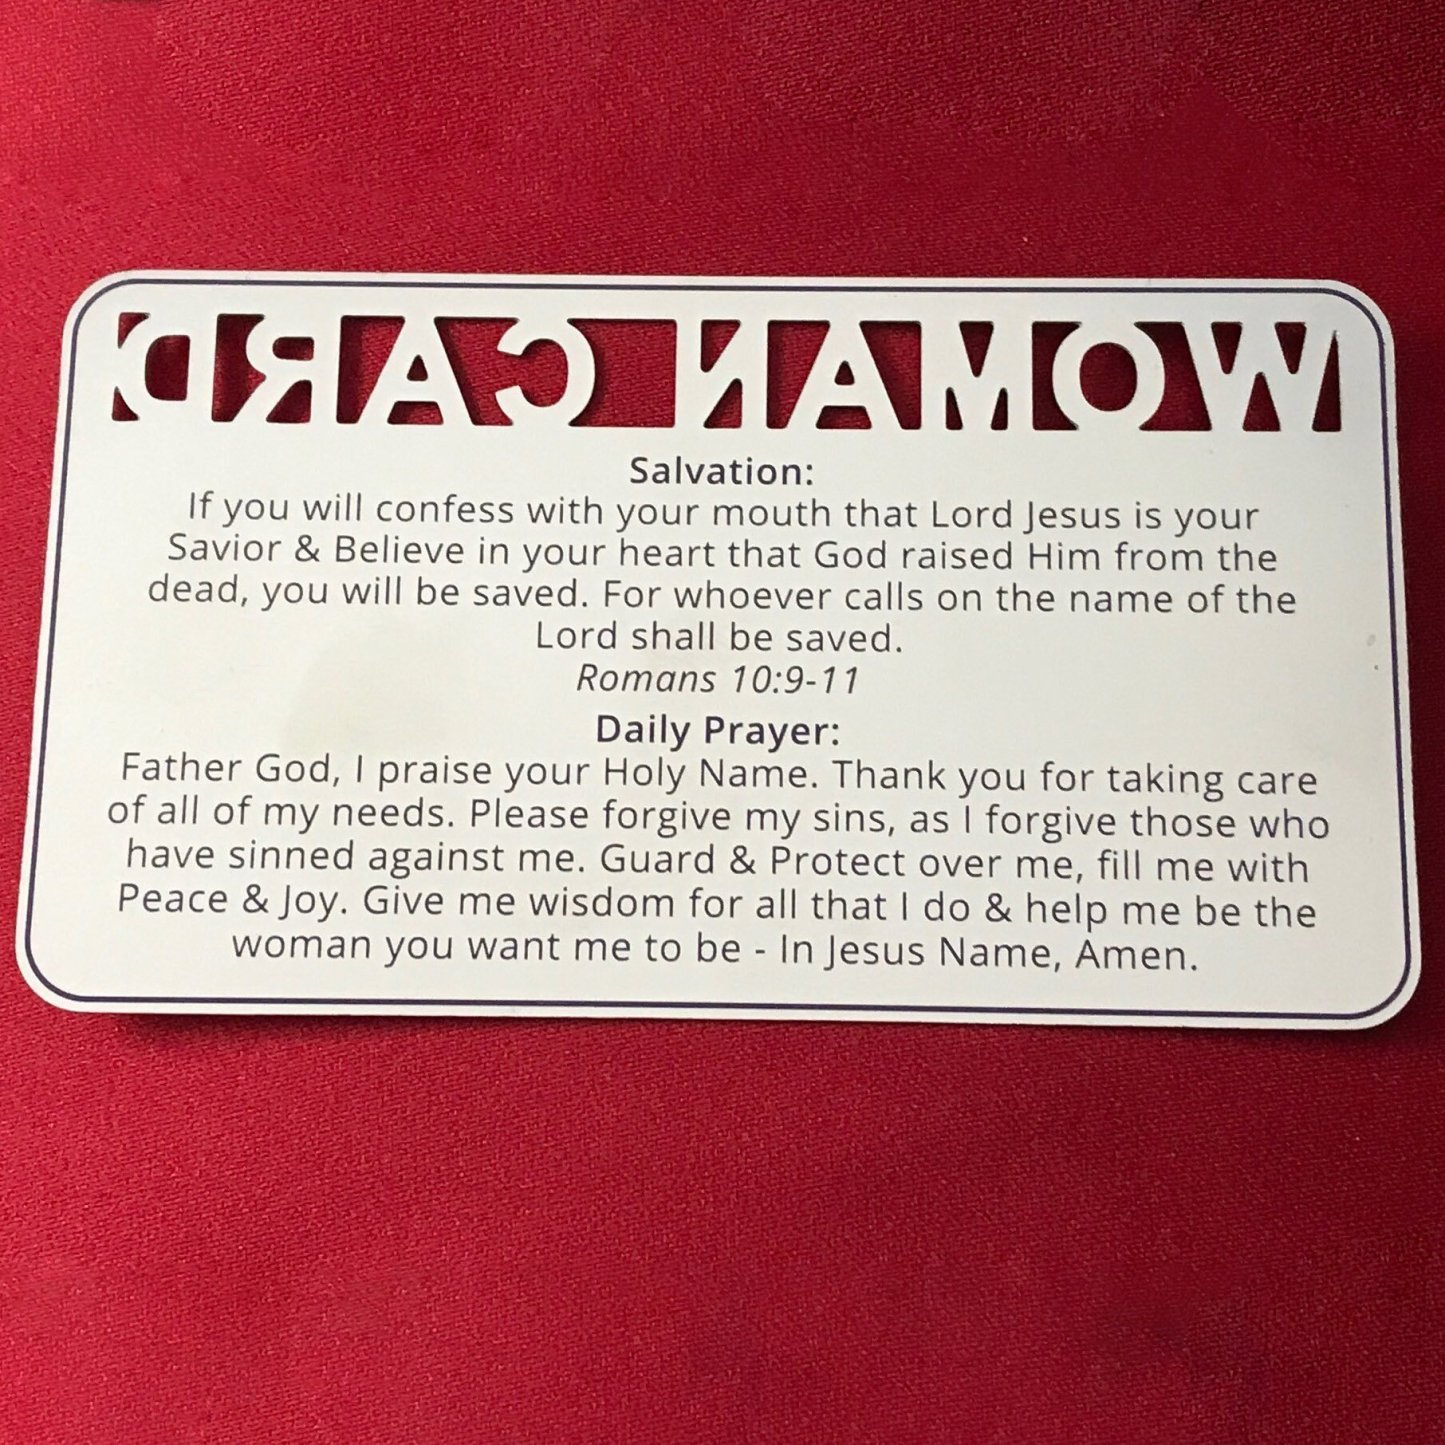 WOMAN CARD
Salvation:
If you will confess with your mouth that Lord Jesus is your
Savior & Believe in your heart that God raised Him from the
dead, you will be saved. For whoever calls on the name of the
Lord shall be saved.
Romans 10:9-11
Daily Prayer:
Father God, I praise your Holy Name. Thank you for taking care
of all of my needs. Please forgive my sins, as I forgive those who
have sinned against me. Guard & Protect over me, fill me with
Peace & Joy. Give me wisdom for all that I do & help me be the
woman you want me to be - In Jesus Name, Amen.